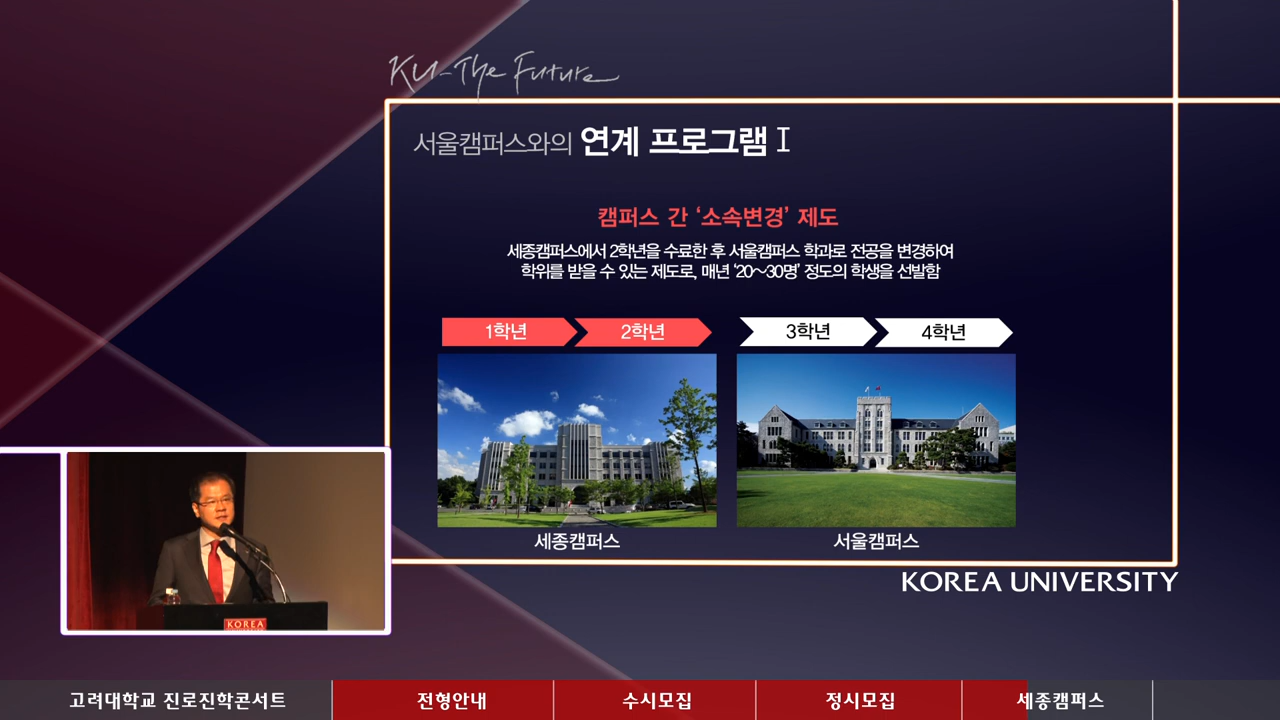 KU-The Future
서울캠퍼스와의 연계 프로그램 I
캠퍼스 간 ‘소속변경’ 제도
세종캠퍼스에서 2학년을 수료한 후 서울캠퍼스 학과로 전공을 변경하여
학위를 받을 수 있는 제도로, 매년 ‘20~30명’ 정도의 학생을 선발함
1학년 2학년 3학년 4학년
세종캠퍼스 서울캠퍼스
KOREA UNIVERSITY
KOREA
고려대학교 진로진학콘서트 전형안내 수시모집 정시모집 세종캠퍼스